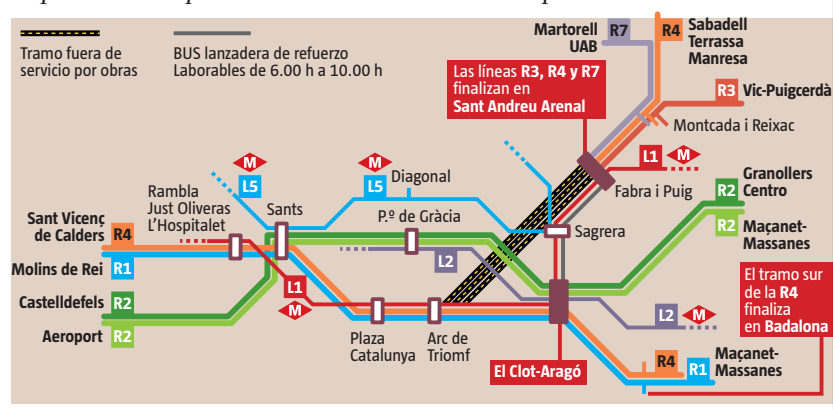 Tramo fuera de
servicio por obras
BUS lanzadera de refuerzo
Laborables de 6.00 h a 10.00 h
Martorell
UAB
R7
R4
Sabadell
Terrassa
Manresa
Las líneas R3, R4 y R7
finalizan en
Sant Andreu Arenal
R3 Vic-Puigcerdà
Montcada i Reixac
L1 M
Fabra i Puig
M
L5
M
L5
Diagonal
Rambla
Just Oliveras
L'Hospitalet
Sants
P.º de Gràcia
Sagrera
Granollers
Centro
R2
R2 Maçanet-
Massanes
Sant Vicenç
de Calders
R4
Molins de Rei R1
L2
L1
M
Castelldefels R2
Aeroport R2
Plaza
Catalunya
Arc de
Triomf
El Clot-Aragó
L2 M
El tramo sur
de la R4
finaliza
en Badalona
R4
R1
Maçanet-
Massanes